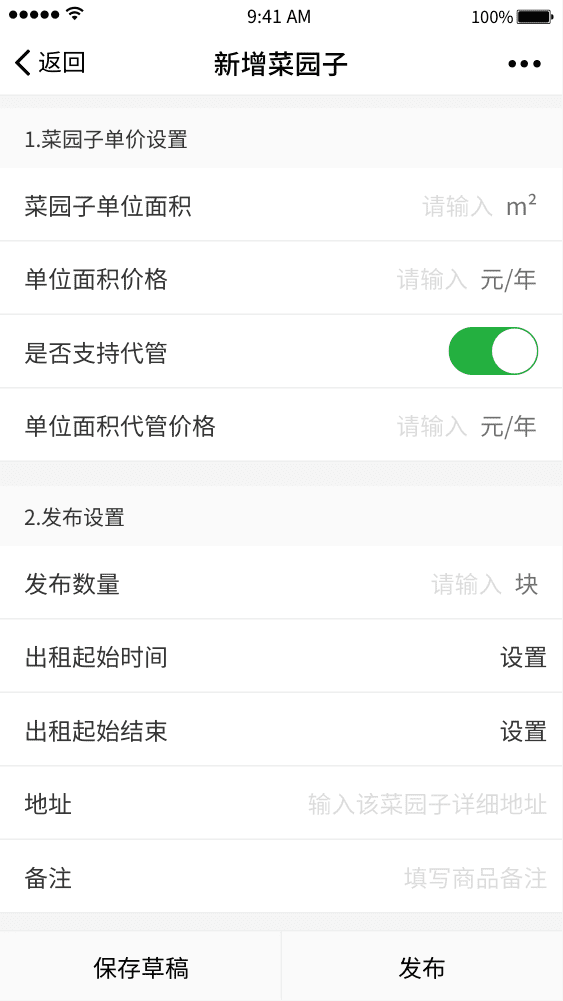 9:41 AM 100%
返回 新增菜园子
1.菜园子单价设置
菜园子单位面积 请输入 m²
单位面积价格 请输入 元/年
是否支持代管
单位面积代管价格 请输入 元/年
2.发布设置
发布数量 请输入 块
出租起始时间 设置
出租起始结束 设置
地址 输入该菜园子详细地址
备注 填写商品备注
保存草稿 发布